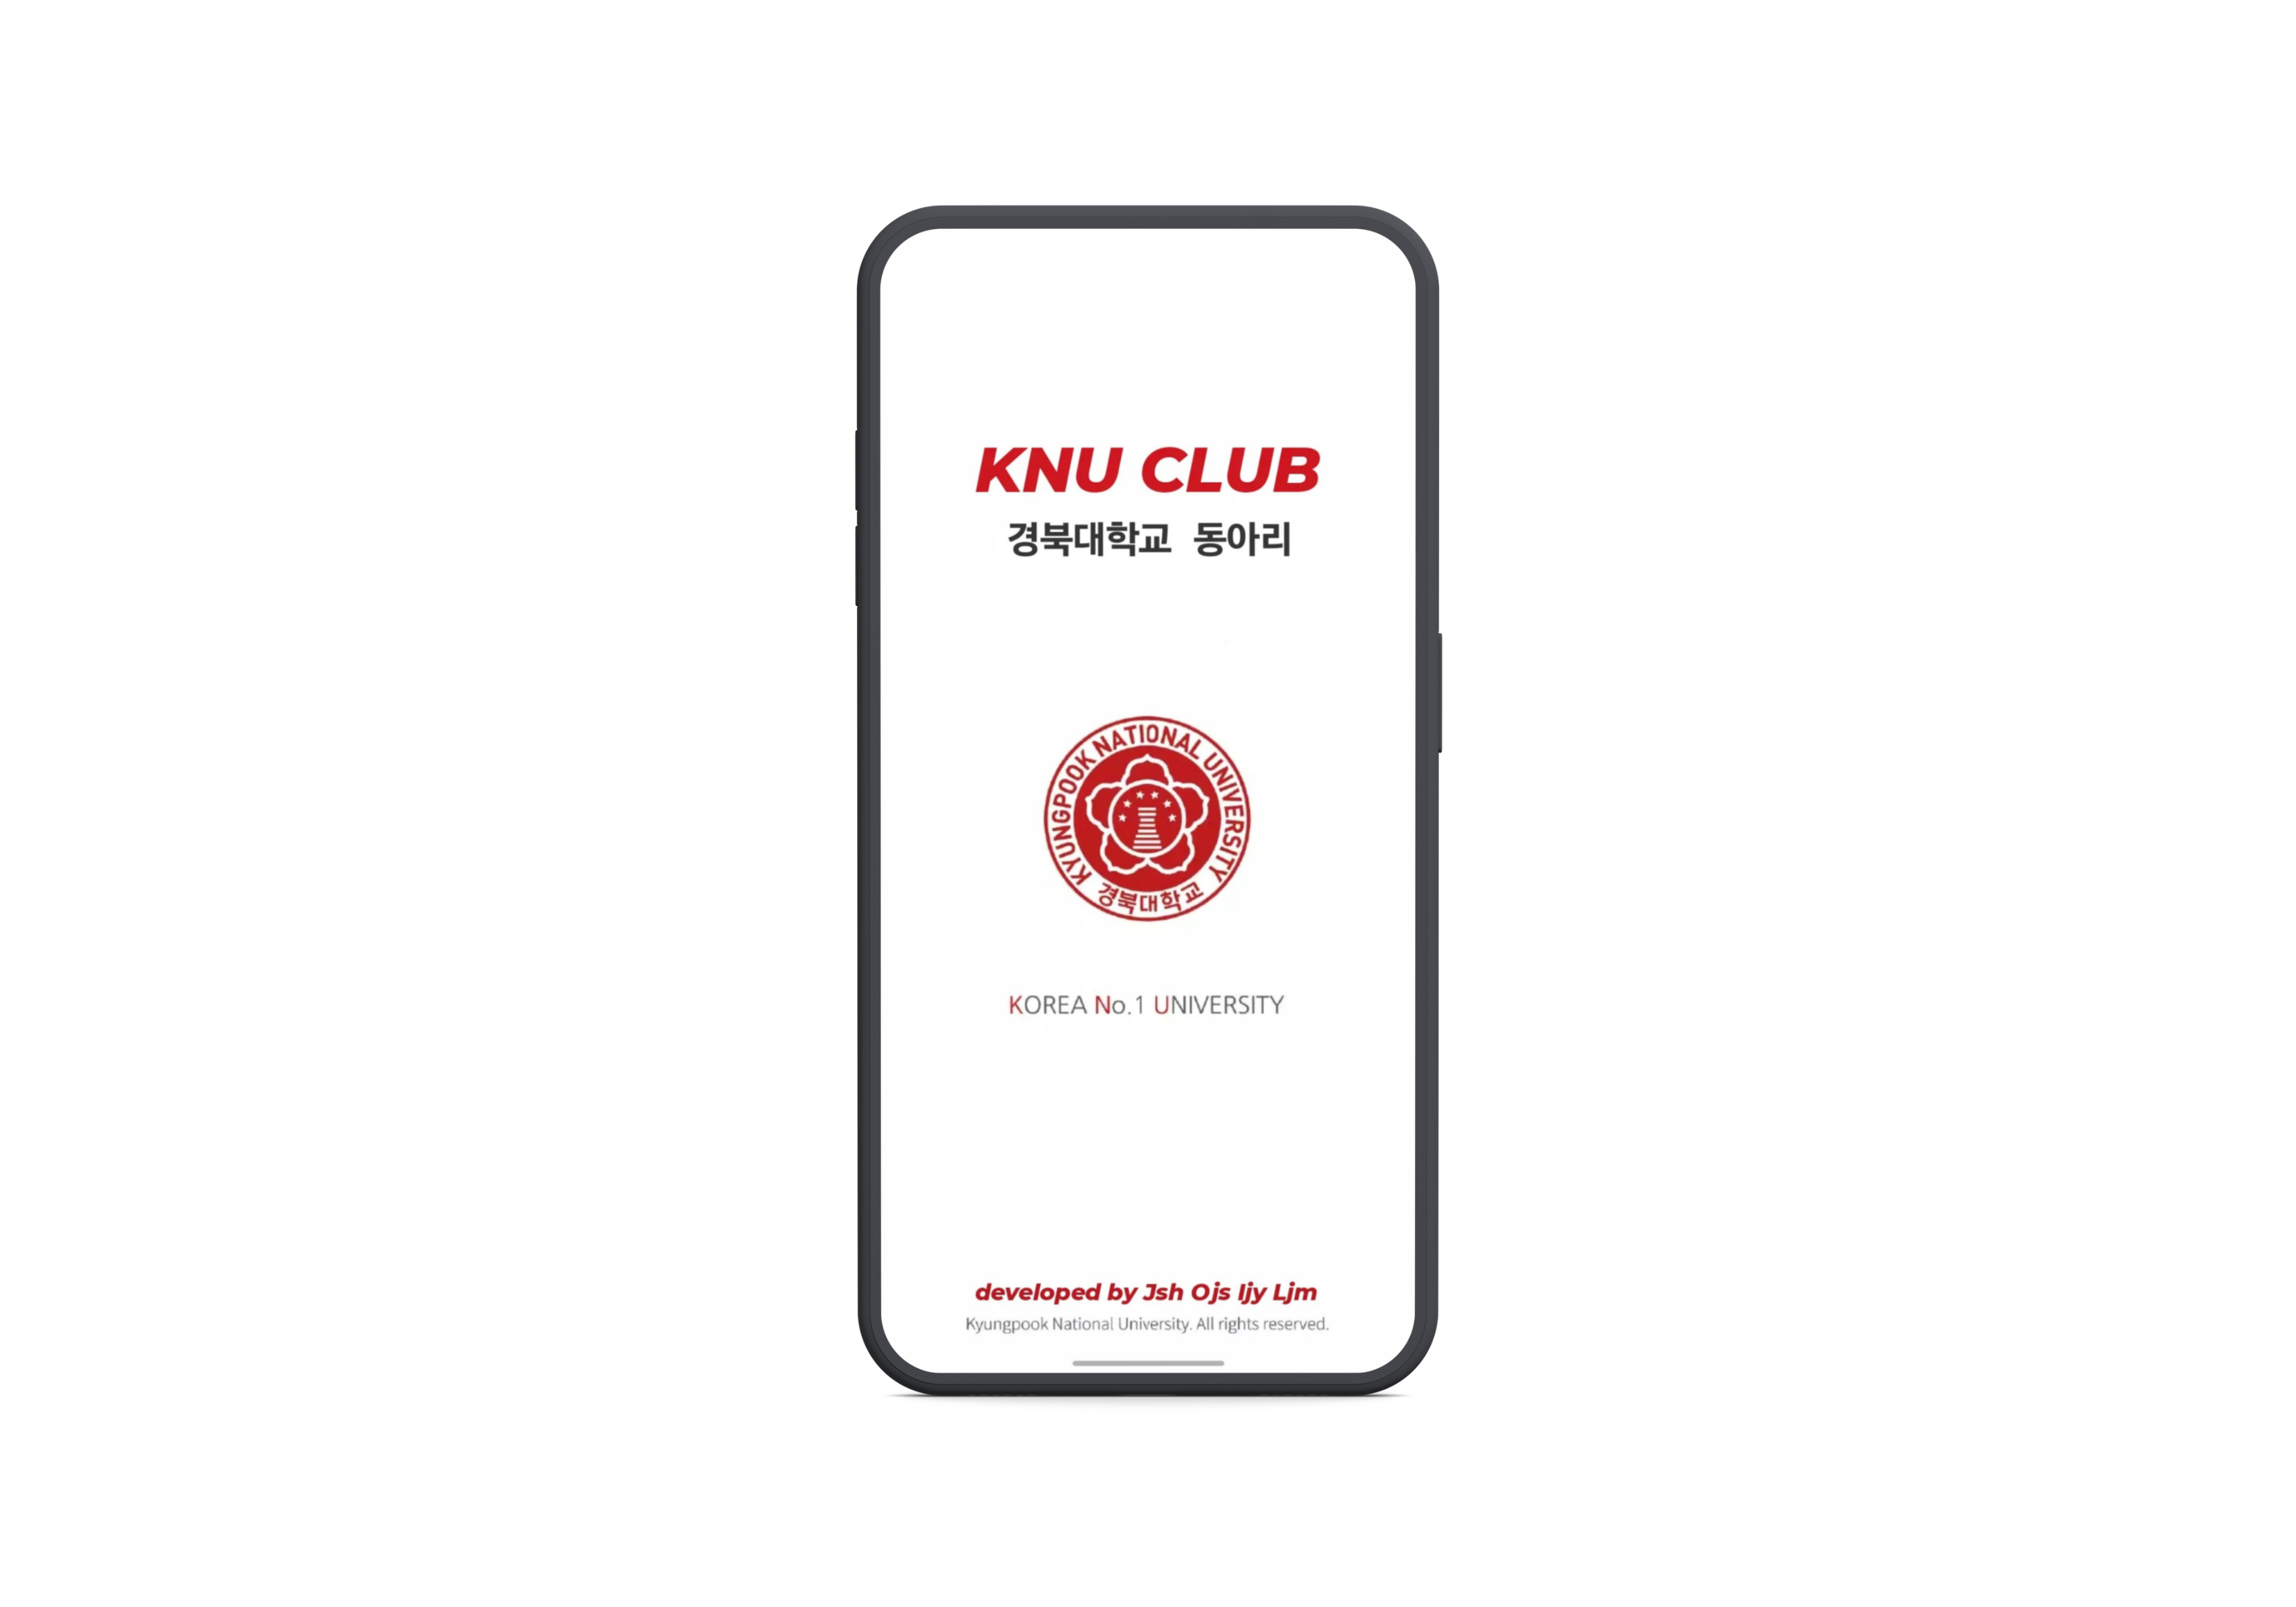 KNU CLUB
경북대학교 동아리
KYUNGPOOK NATIONAL UNIVERSITY
경북대학교
KOREA No.1 UNIVERSITY
developed by Jsh Ojs Ijy Ljm
Kyungpook National University. All rights reserved.